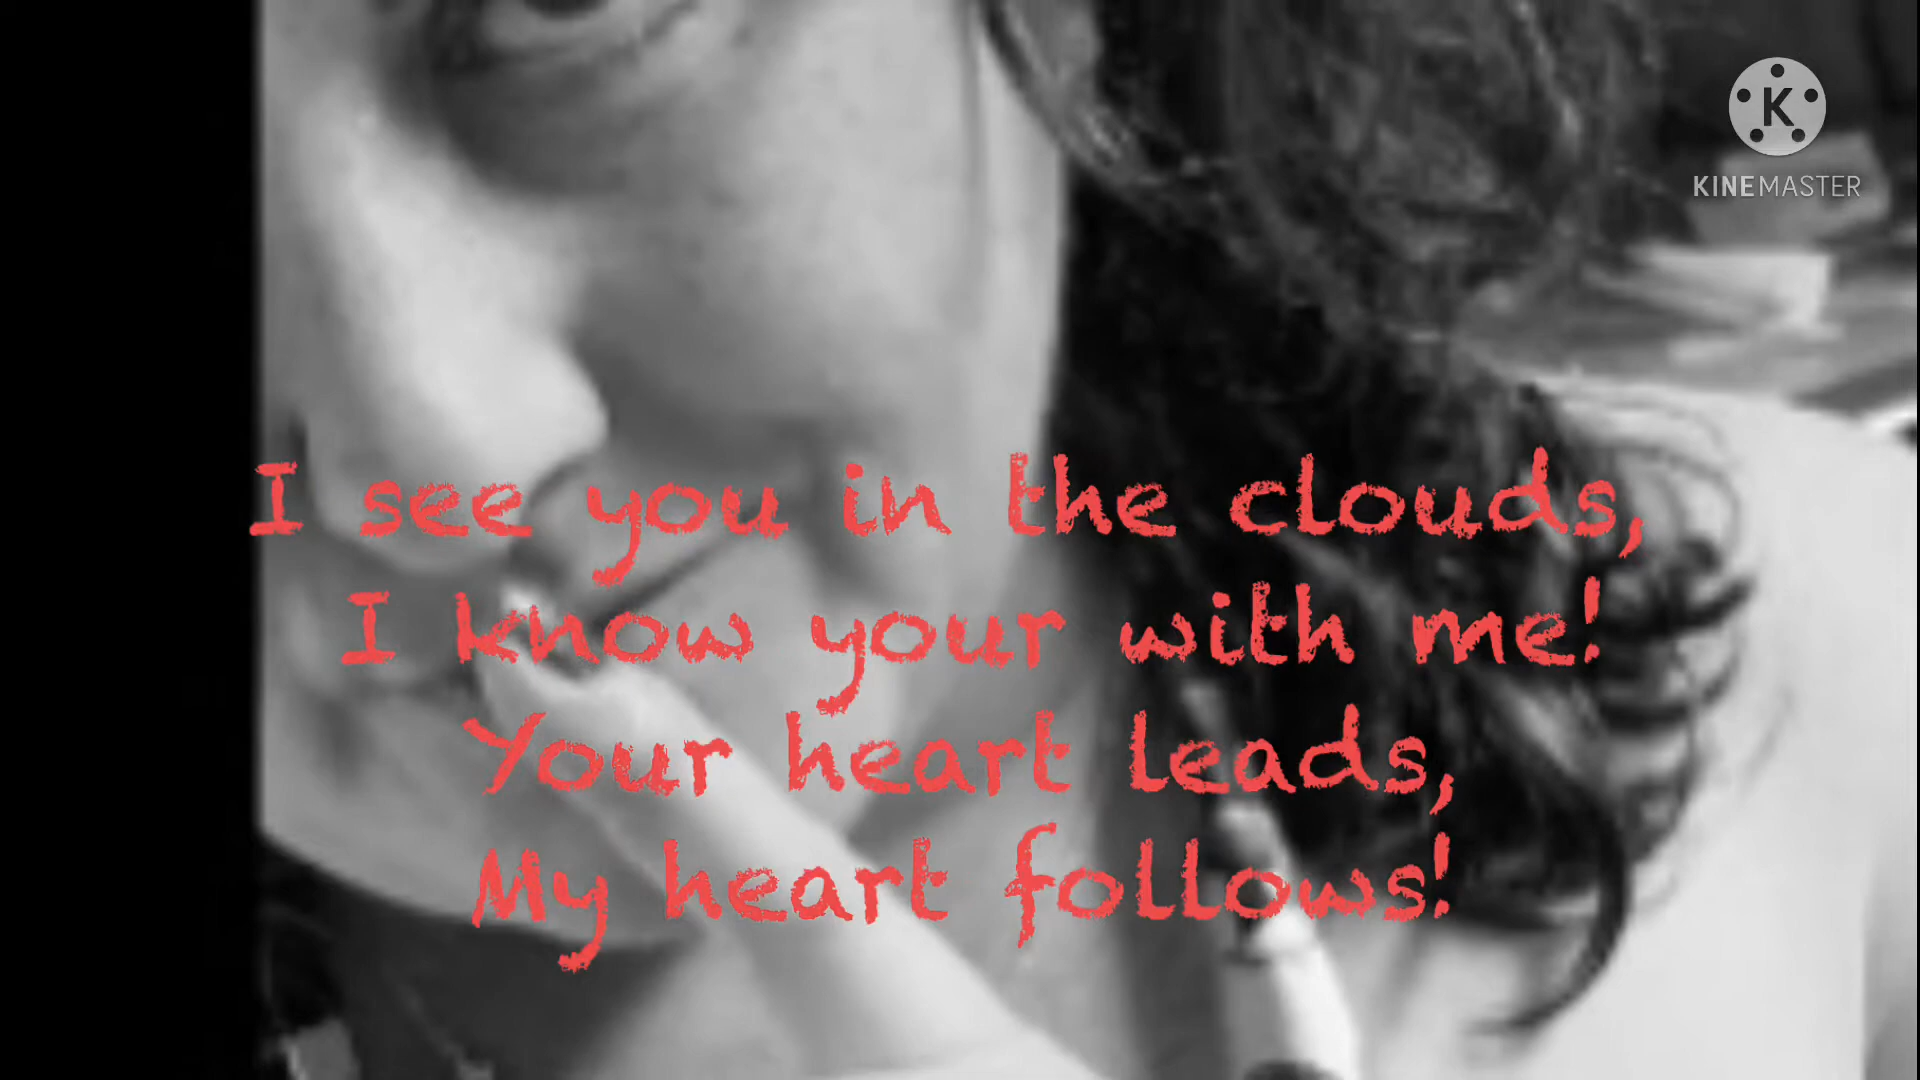 K
KINEMASTER
I see you in the clouds,
I know your with me!
Your heart leads,
My heart follows!